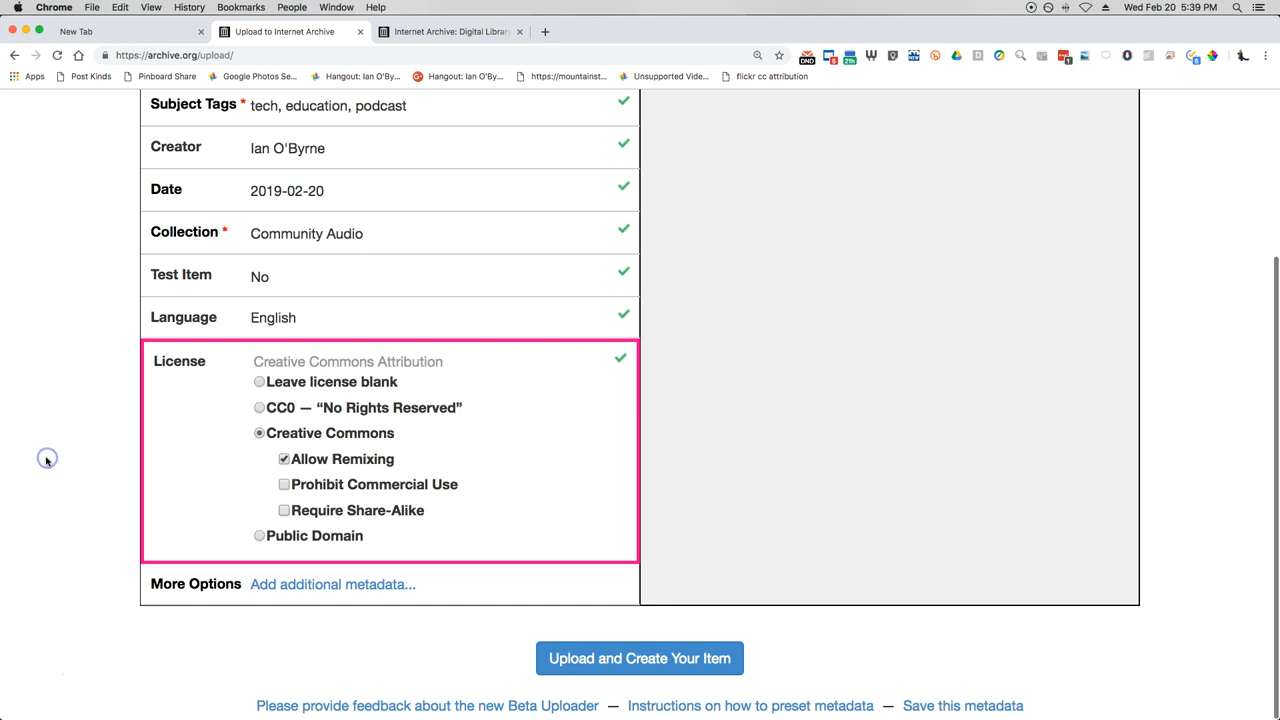 Chrome File Edit View History Bookmarks People Window Help Wed Feb 20 5:39 PM
New Tab Upload to Internet Archive Internet Archive: Digital Library
https://archive.org/upload/
DND 6 21h NEW 1 6
Apps Post Kinds Pinboard Share Google Photos Se... Hangout: Ian O'By... Hangout: Ian O'By... https://mountainst... Unsupported Vide... flickr cc attribution
Subject Tags * tech, education, podcast
Creator Ian O'Byrne
Date 2019-02-20
Collection * Community Audio
Test Item No
Language English
License Creative Commons Attribution
Leave license blank
CC0 — “No Rights Reserved”
Creative Commons
Allow Remixing
Prohibit Commercial Use
Require Share-Alike
Public Domain
More Options Add additional metadata...
Upload and Create Your Item
Please provide feedback about the new Beta Uploader — Instructions on how to preset metadata — Save this metadata